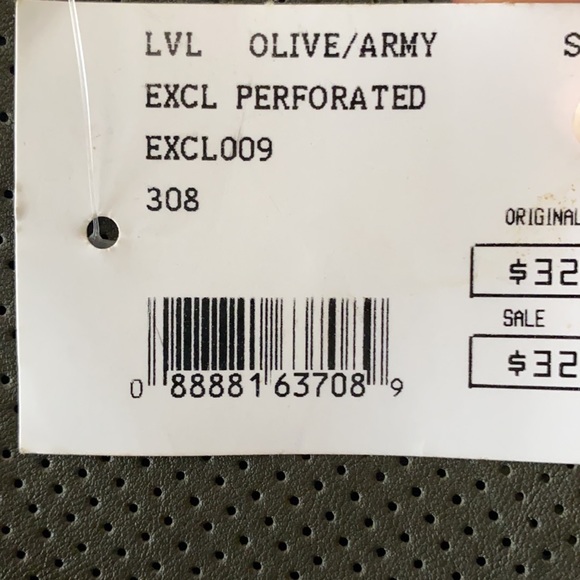 LVL OLIVE/ARMY S
EXCL PERFORATED
EXCL009
308
ORIGINAL
$32
SALE
$32
0 88881 63708 9